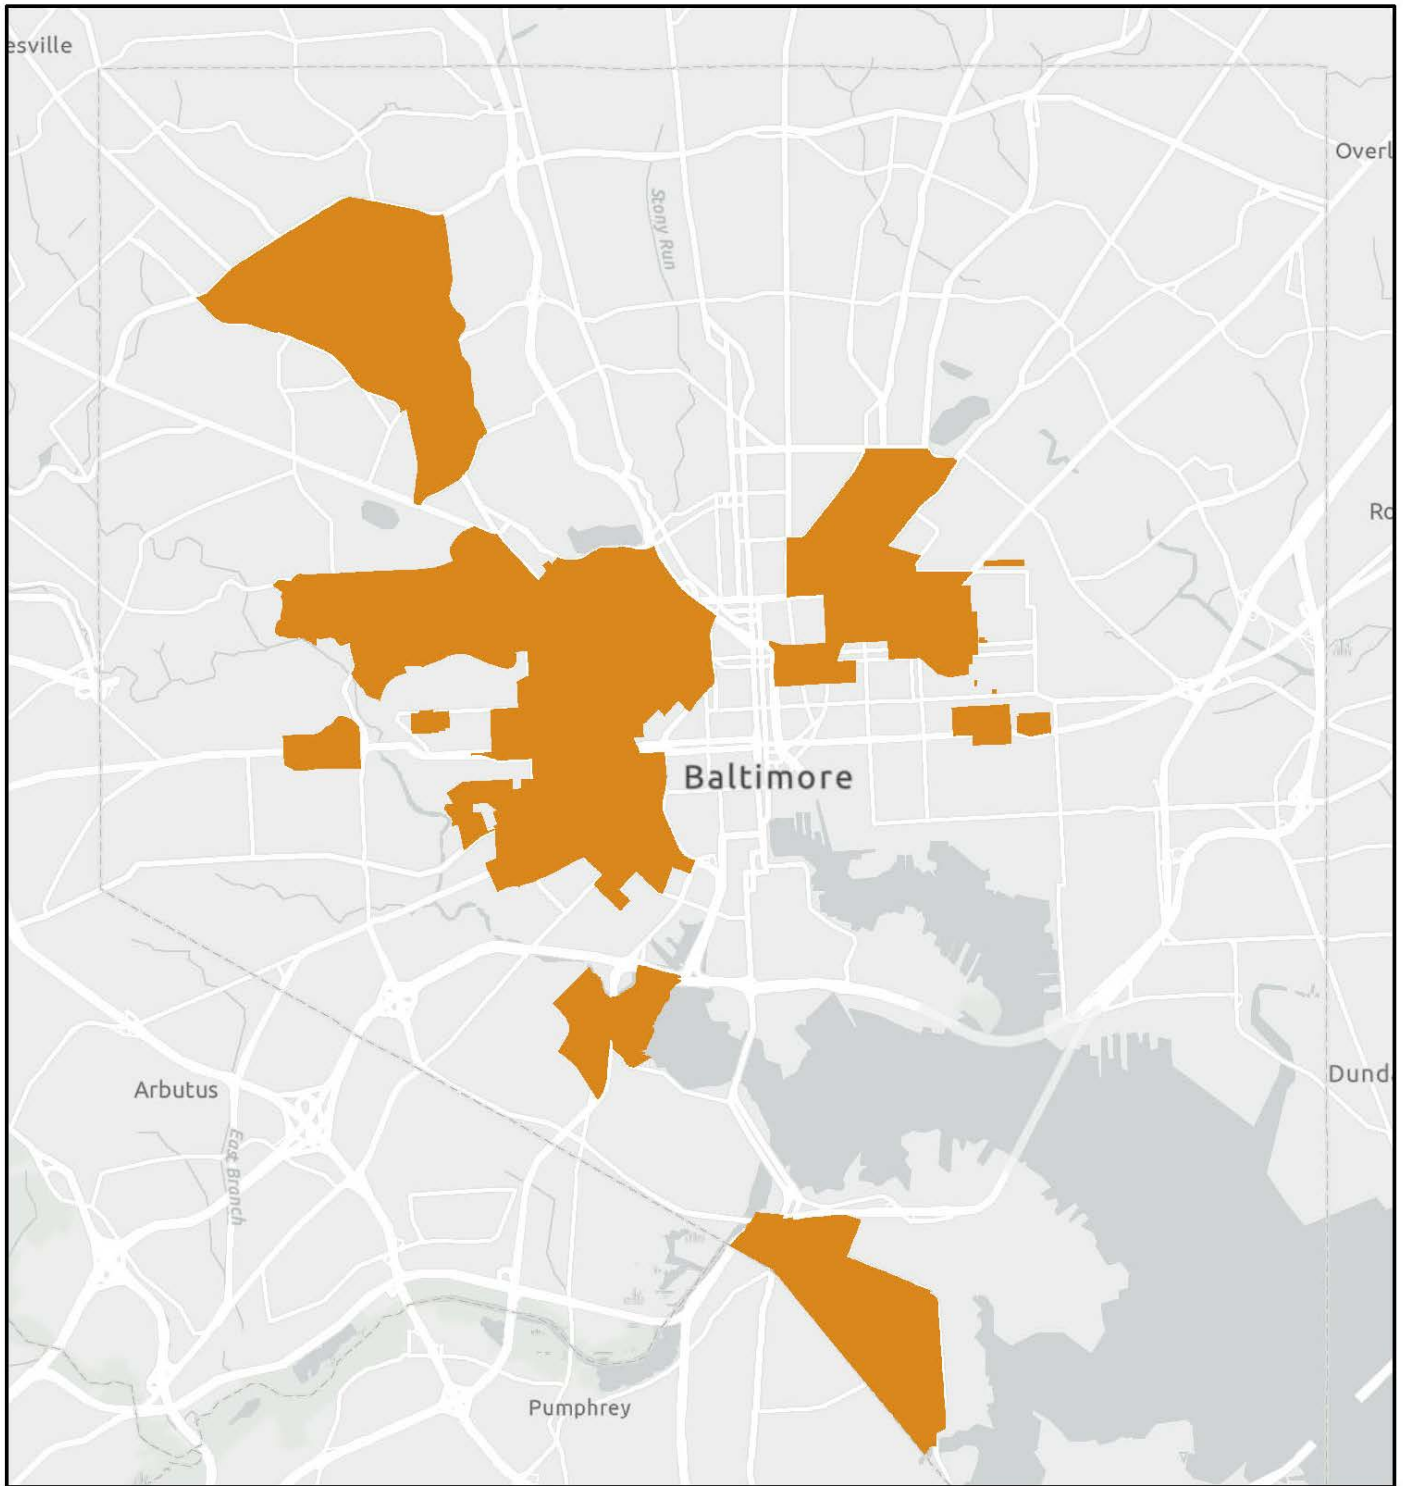 esville
Overl
Stony Run
Ro
Baltimore
Arbutus
Dund
East Branch
Pumphrey